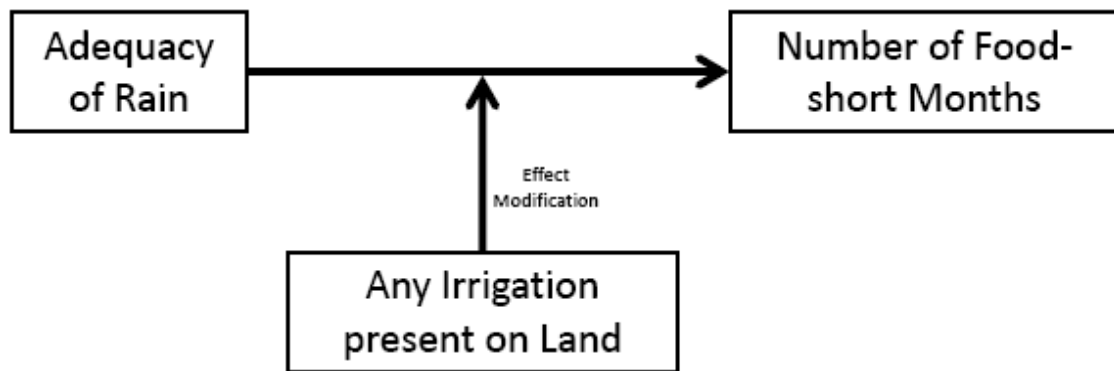 Adequacy
of Rain
Number of Food-
short Months
Effect
Modification
Any Irrigation
present on Land